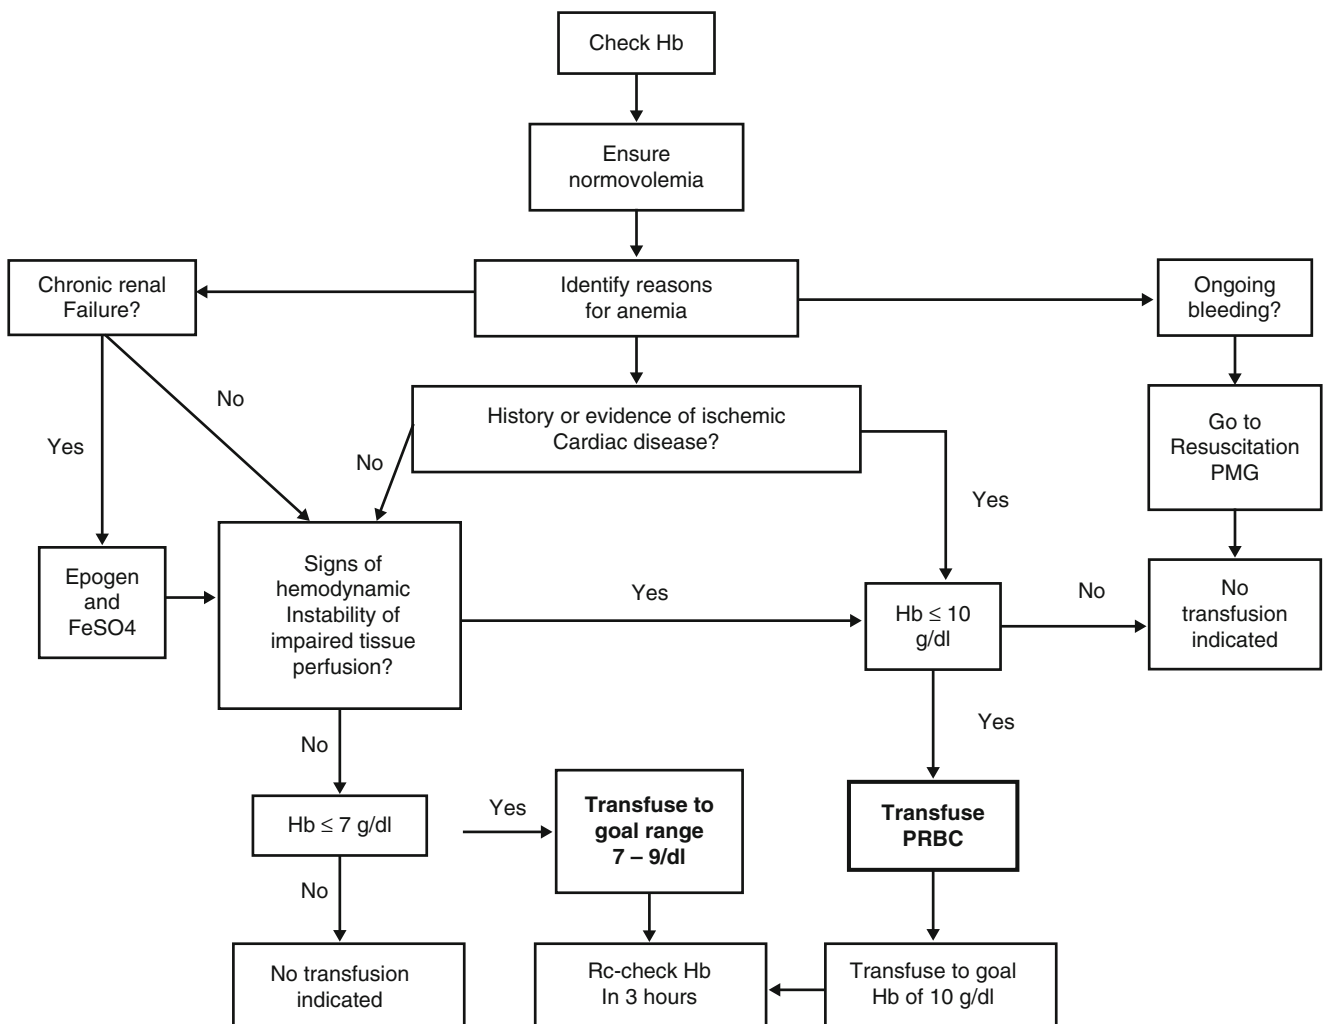 Check Hb
Ensure
normovolemia
Chronic renal
Failure?
Identify reasons
for anemia
Ongoing
bleeding?
No
Yes
History or evidence of ischemic
Cardiac disease?
No
Yes
Go to
Resuscitation
PMG
Epogen
and
FeSO4
Signs of
hemodynamic
Instability of
impaired tissue
perfusion?
Yes
Hb ≤ 10
g/dl
No
No
transfusion
indicated
No
Yes
Hb ≤ 7 g/dl
Yes
Transfuse to
goal range
7 – 9/dl
Transfuse
PRBC
No
No transfusion
indicated
Rc-check Hb
In 3 hours
Transfuse to goal
Hb of 10 g/dl